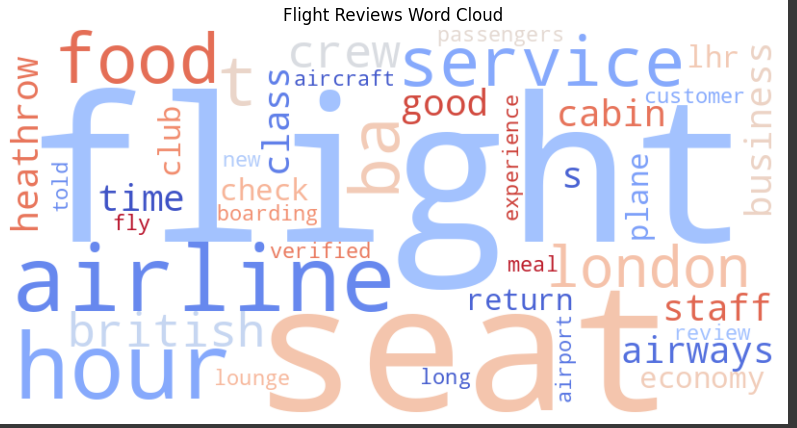 Flight Reviews Word Cloud
passengers
food
crew
service
lhr
t
aircraft
class
business
heathrow
customer
good
cabin
flight
club
ba
experience
new
told
plane
s
time
check
fly
boarding
verified
airline
meal
london
return
staff
british
seat
review
hour
airport
airways
lounge
long
economy